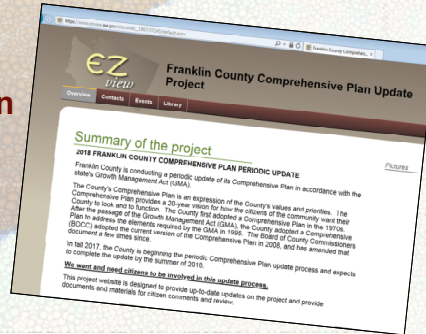 n
Franklin County Comprehen...
EZ
view
Franklin County Comprehensive Plan Update
Project
Overview Contacts Events Library
Summary of the project
Pictures
2018 FRANKLIN COUNTY COMPREHENSIVE PLAN PERIODIC UPDATE
Franklin County is conducting a periodic update of its Comprehensive Plan in accordance with the
state's Growth Management Act (GMA).
The County's Comprehensive Plan is an expression of the County's values and priorities. The
Comprehensive Plan provides a 20-year vision for how the citizens of the community want their
County to look and to function. The County first adopted a Comprehensive Plan in the 1970s.
After the passage of the Growth Management Act (GMA), the County adopted a Comprehensive
Plan to address the elements required by the GMA in 1995. The Board of County Commissioners
(BOCC) adopted the current version of the Comprehensive Plan in 2008, and has amended that
document a few times since.
In fall 2017, the County is beginning the periodic Comprehensive Plan update process and expects
to complete the update by the summer of 2018.
We want and need citizens to be involved in this update process.
This project website is designed to provide up-to-date updates on the project and provide
documents and materials for citizen comments and review.